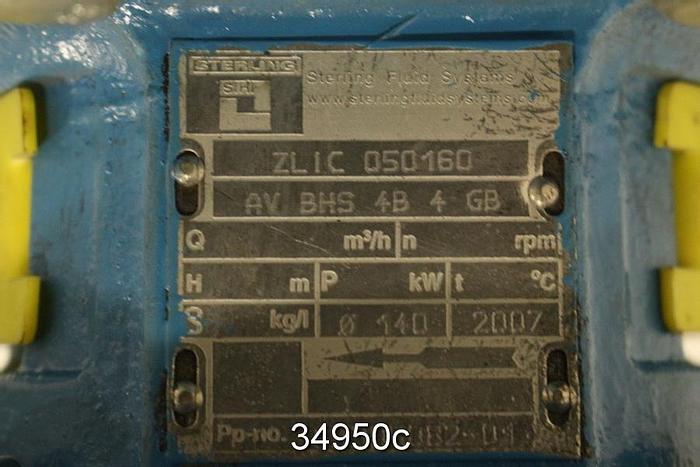 STERLING
SIHI
Sterling Fluid Systems
www.sterlingfluidsystems.com
ZLIC 050160
AV BHS 4B 4 GB
Q m³/h n rpm
H m P kW t °C
S kg/l Ø 140 2007
Pp-no.
34950c